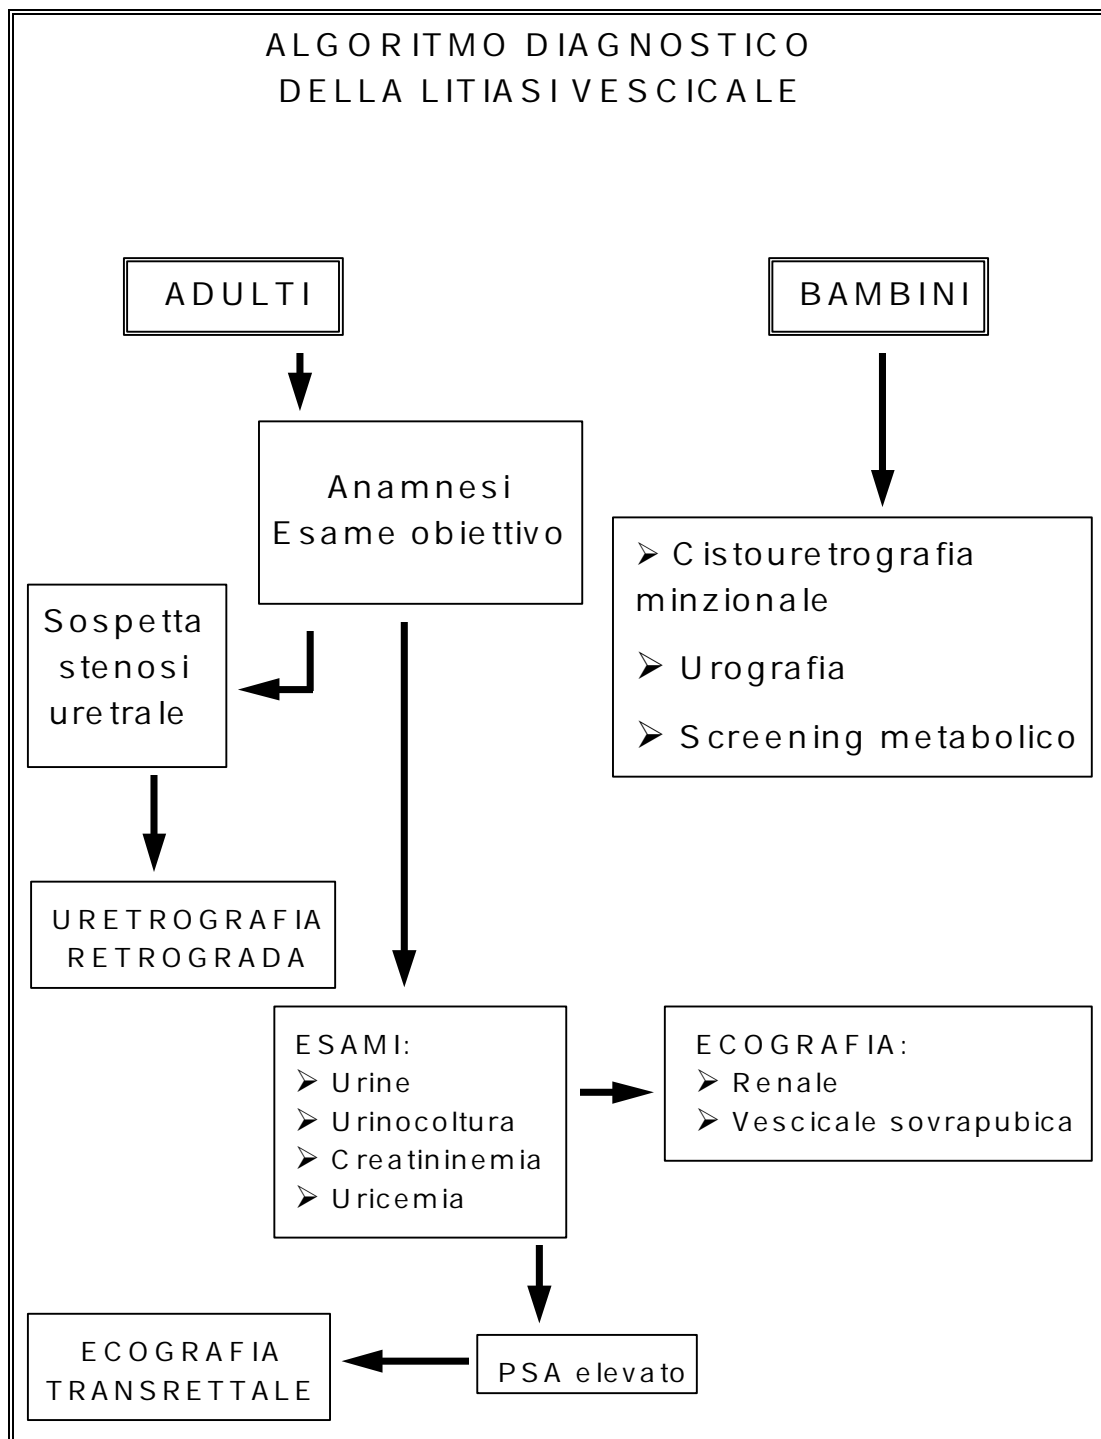 ALGORITMO DIAGNOSTICO
DELLA LITIASI VESCICALE
ADULTI
BAMBINI
Anamnesi
Esame obiettivo
➢ Cistouretrografia
minzionale
➢ Urografia
➢ Screening metabolico
Sospetta
stenosi
uretrale
URETROGRAFIA
RETROGRADA
ESAMI:
➢ Urine
➢ Urinocoltura
➢ Creatininemia
➢ Uricemia
ECOGRAFIA:
➢ Renale
➢ Vescicale sovrapubica
PSA elevato
ECOGRAFIA
TRANSRETTALE